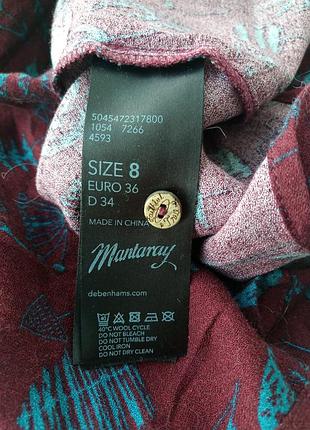 5045472317800
1054 7266
4593
SIZE 8
EURO 36
D 34
MADE IN CHINA
Mantaray
debenhams.com
40°C WOOL CYCLE
DO NOT BLEACH
DO NOT TUMBLE DRY
COOL IRON
DO NOT DRY CLEAN